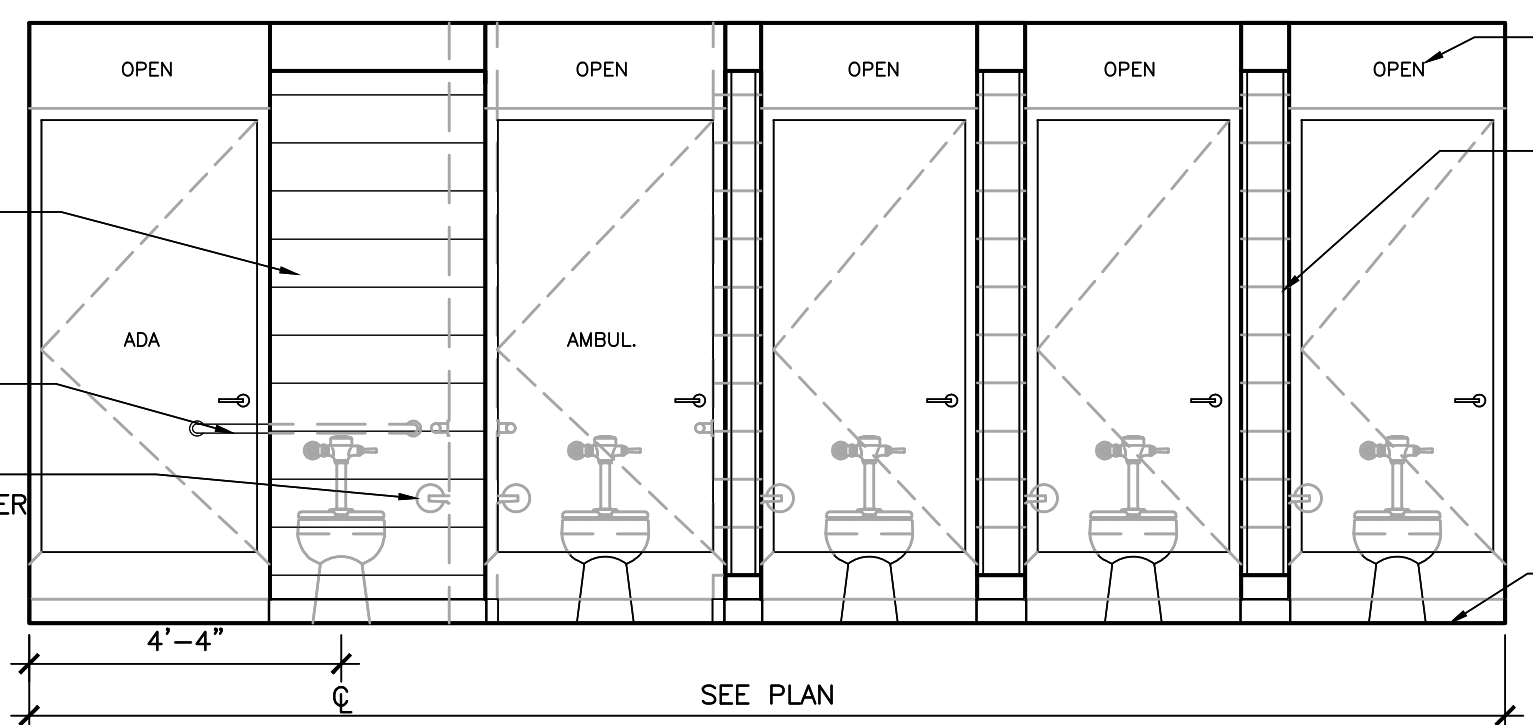 OPEN
OPEN
OPEN
OPEN
OPEN
ADA
AMBUL.
ER
4'-4"
℄
SEE PLAN